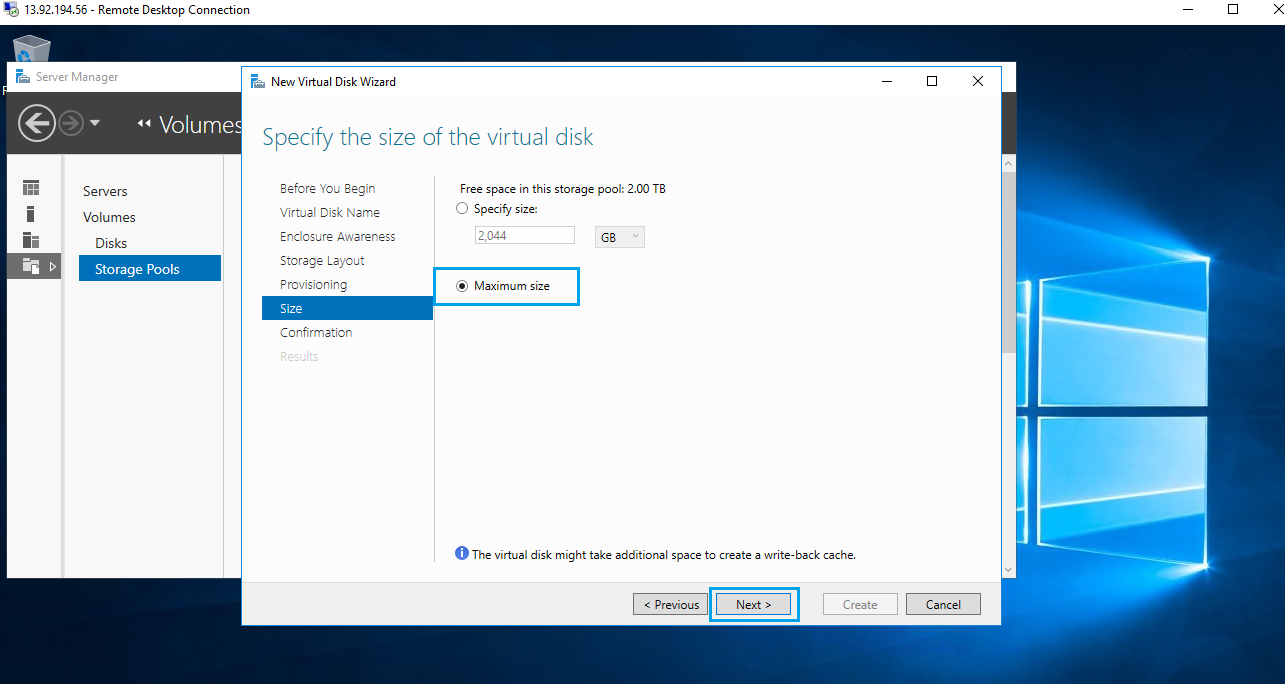 13.92.194.56 - Remote Desktop Connection
Server Manager
Volumes
Servers
Volumes
Disks
Storage Pools
New Virtual Disk Wizard
Specify the size of the virtual disk
Before You Begin
Virtual Disk Name
Enclosure Awareness
Storage Layout
Provisioning
Size
Confirmation
Results
Free space in this storage pool: 2.00 TB
Specify size:
2,044 GB
Maximum size
The virtual disk might take additional space to create a write-back cache.
< Previous Next > Create Cancel